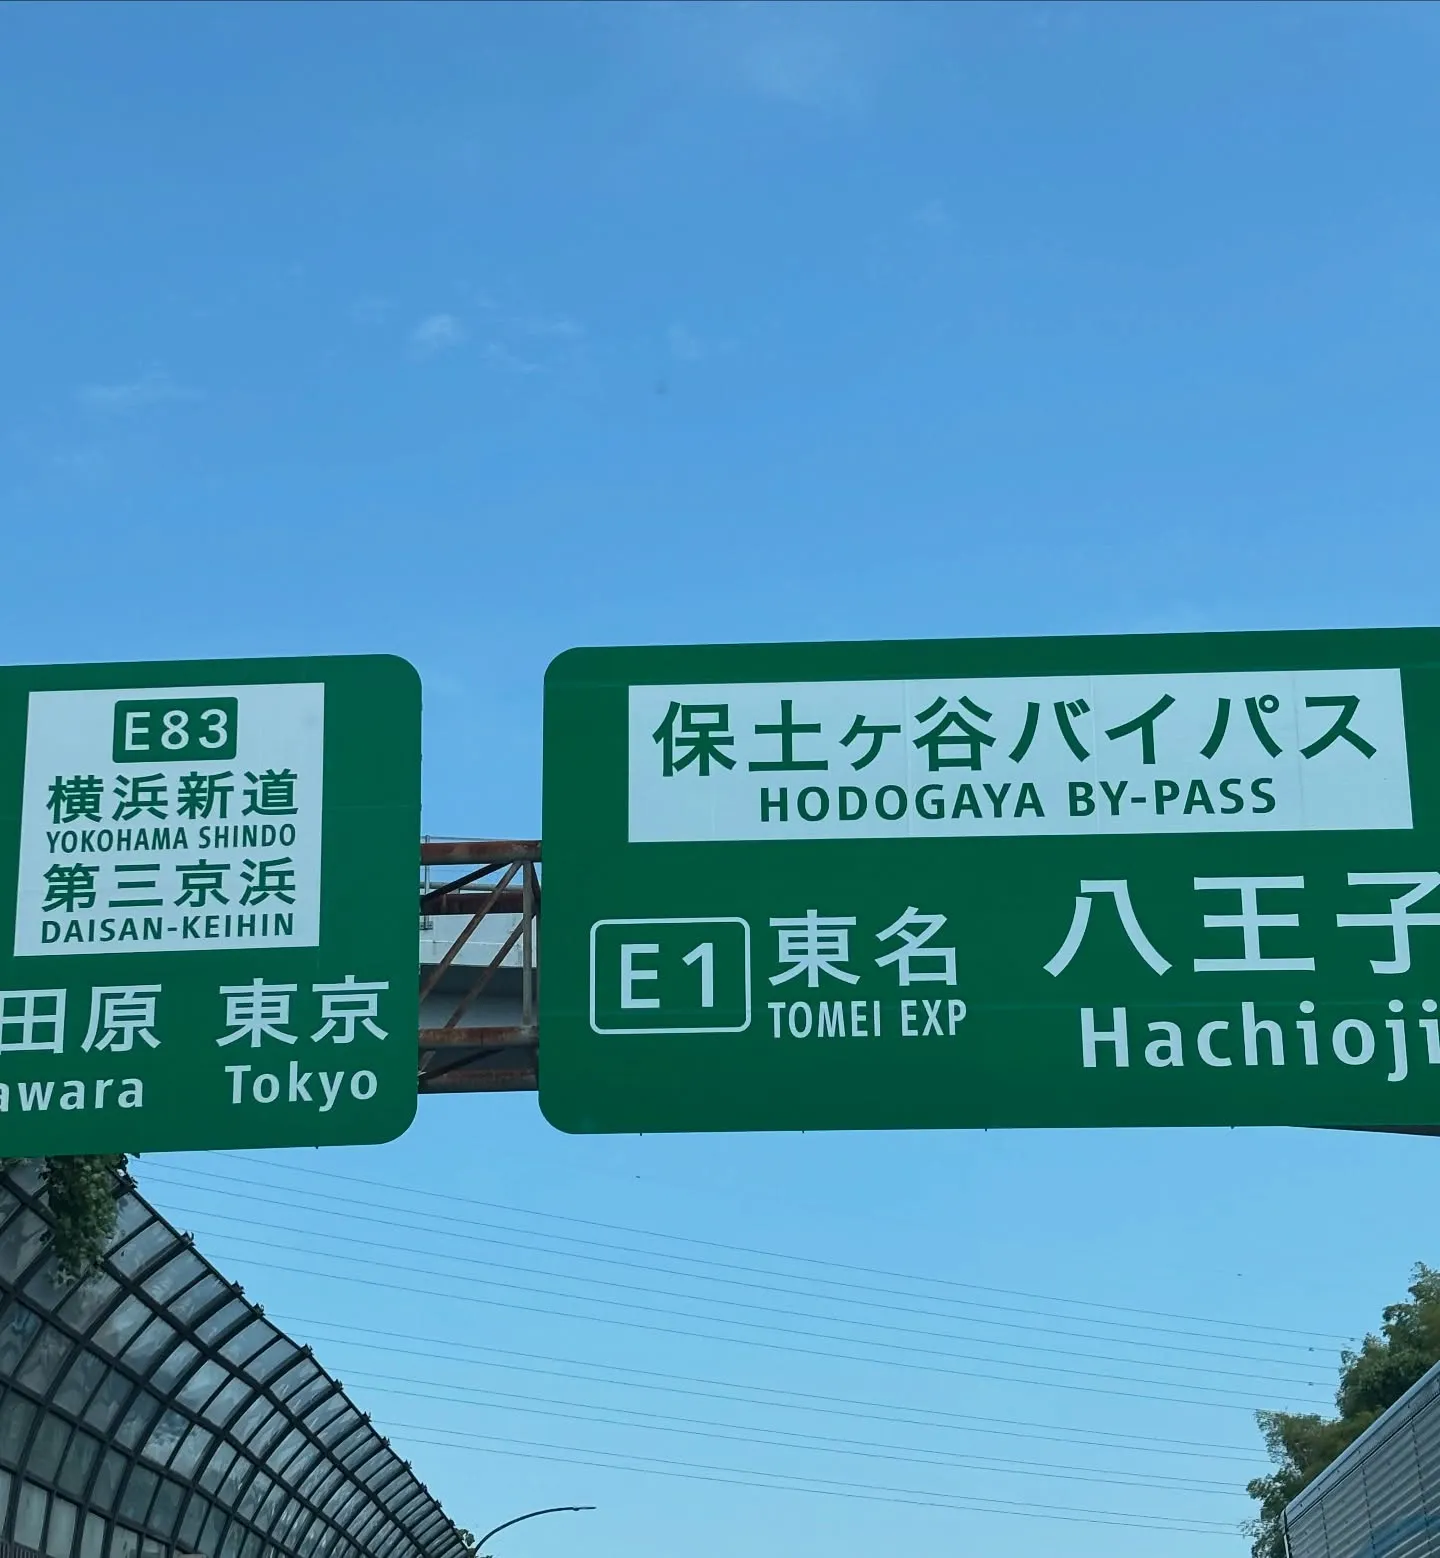 E83
横浜新道
YOKOHAMA SHINDO
第三京浜
DAISAN-KEIHIN
田原 東京
awara Tokyo
保土ヶ谷バイパス
HODOGAYA BY-PASS
E1 東名 八王子
TOMEI EXP Hachioji